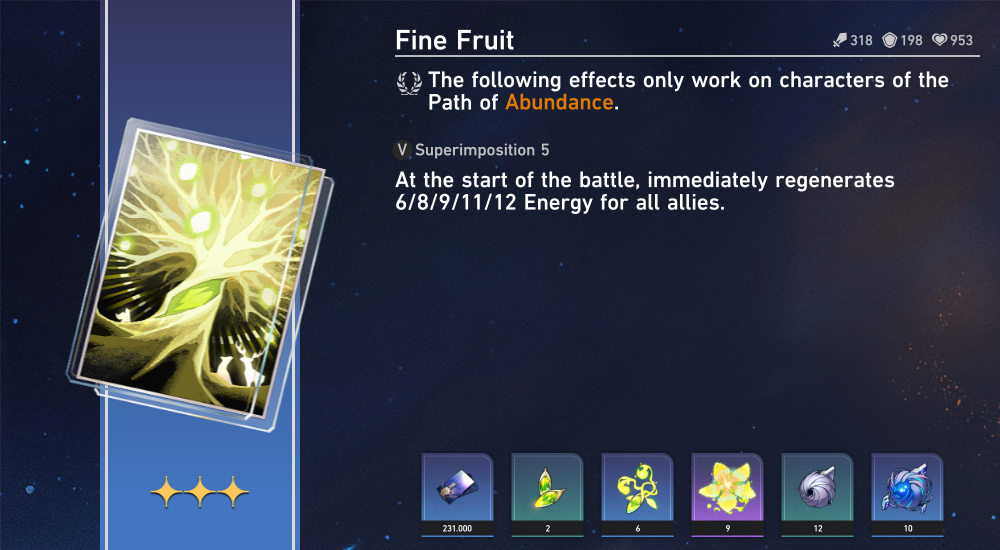 Fine Fruit
318 198 953
The following effects only work on characters of the
Path of Abundance.
V Superimposition 5
At the start of the battle, immediately regenerates
6/8/9/11/12 Energy for all allies.
231.000 2 6 9 12 10